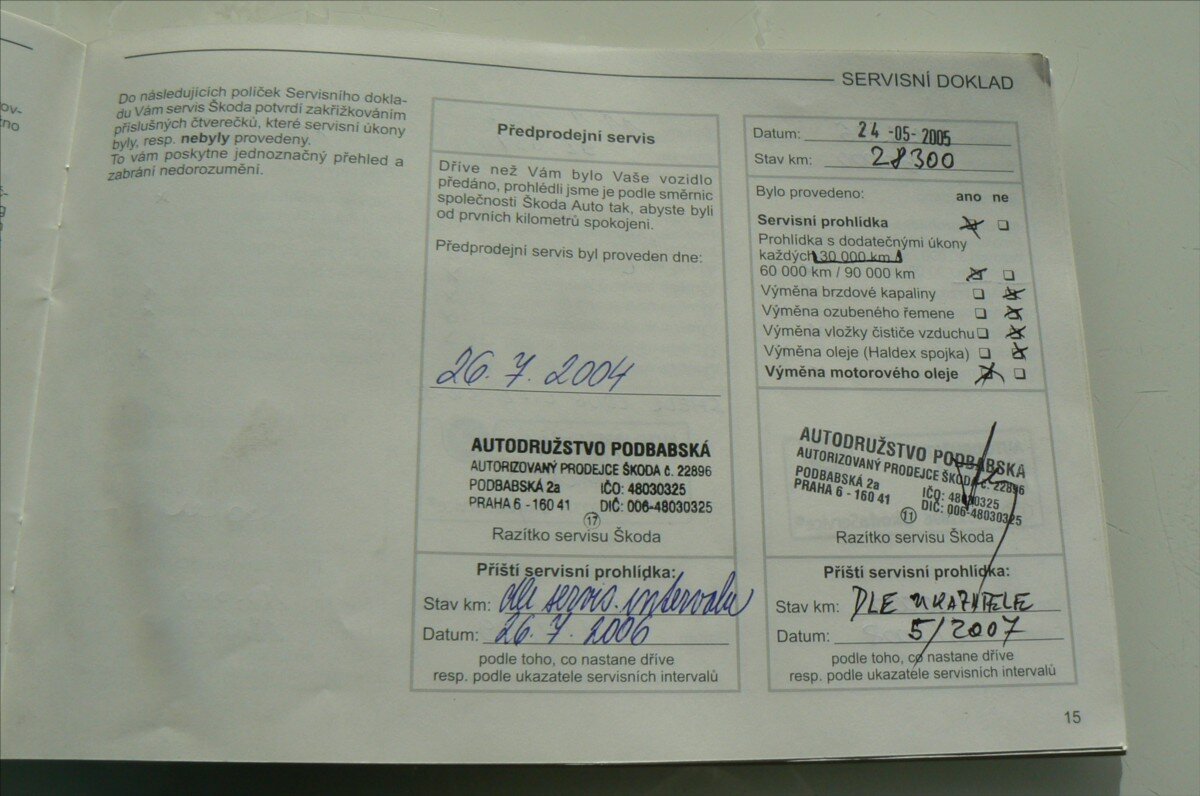 SERVISNÍ DOKLAD
Do následujících políček Servisního dokla-
du Vám servis Škoda potvrdí zakřížkováním
příslušných čtverečků, které servisní úkony
byly, resp. nebyly provedeny.
To vám poskytne jednoznačný přehled a
zabrání nedorozumění.
Předprodejní servis
Dříve než Vám bylo Vaše vozidlo
předáno, prohlédli jsme je podle směrnic
společnosti Škoda Auto tak, abyste byli
od prvních kilometrů spokojeni.
Předprodejní servis byl proveden dne:
26. 7. 2004
AUTODRUŽSTVO PODBABSKÁ
AUTORIZOVANÝ PRODEJCE ŠKODA č. 22896
PODBABSKÁ 2a IČO: 48030325
PRAHA 6 - 160 41 DIČ: 006-48030325
17
Razítko servisu Škoda
Příští servisní prohlídka:
Stav km: dle servis. intervalu
Datum: 26. 7. 2006
podle toho, co nastane dříve
resp. podle ukazatele servisních intervalů
Datum: 24 -05- 2005
Stav km: 28300
Bylo provedeno: ano ne
Servisní prohlídka
Prohlídka s dodatečnými úkony
každých 30 000 km
60 000 km / 90 000 km
Výměna brzdové kapaliny
Výměna ozubeného řemene
Výměna vložky čističe vzduchu
Výměna oleje (Haldex spojka)
Výměna motorového oleje
AUTODRUŽSTVO PODBABSKÁ
AUTORIZOVANÝ PRODEJCE ŠKODA č. 22896
PODBABSKÁ 2a IČO: 48030325
PRAHA 6 - 160 41 DIČ: 006-48030325
11
Razítko servisu Škoda
Příští servisní prohlídka:
Stav km: DLE UKAZATELE
Datum: 5/2007
podle toho, co nastane dříve
resp. podle ukazatele servisních intervalů
15